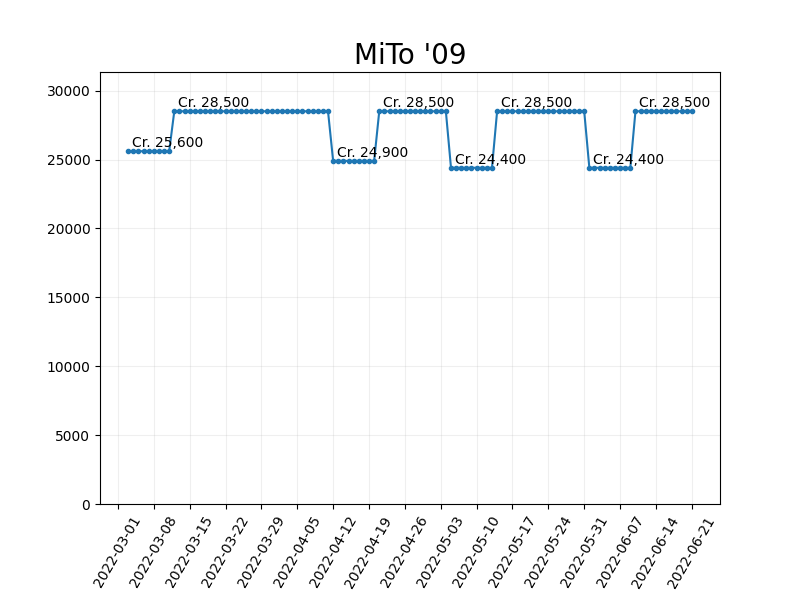 MiTo '09
30000
25000
20000
15000
10000
5000
0
Cr. 25,600
Cr. 28,500
Cr. 24,900
Cr. 28,500
Cr. 24,400
Cr. 28,500
Cr. 24,400
Cr. 28,500
2022-03-01
2022-03-08
2022-03-15
2022-03-22
2022-03-29
2022-04-05
2022-04-12
2022-04-19
2022-04-26
2022-05-03
2022-05-10
2022-05-17
2022-05-24
2022-05-31
2022-06-07
2022-06-14
2022-06-21